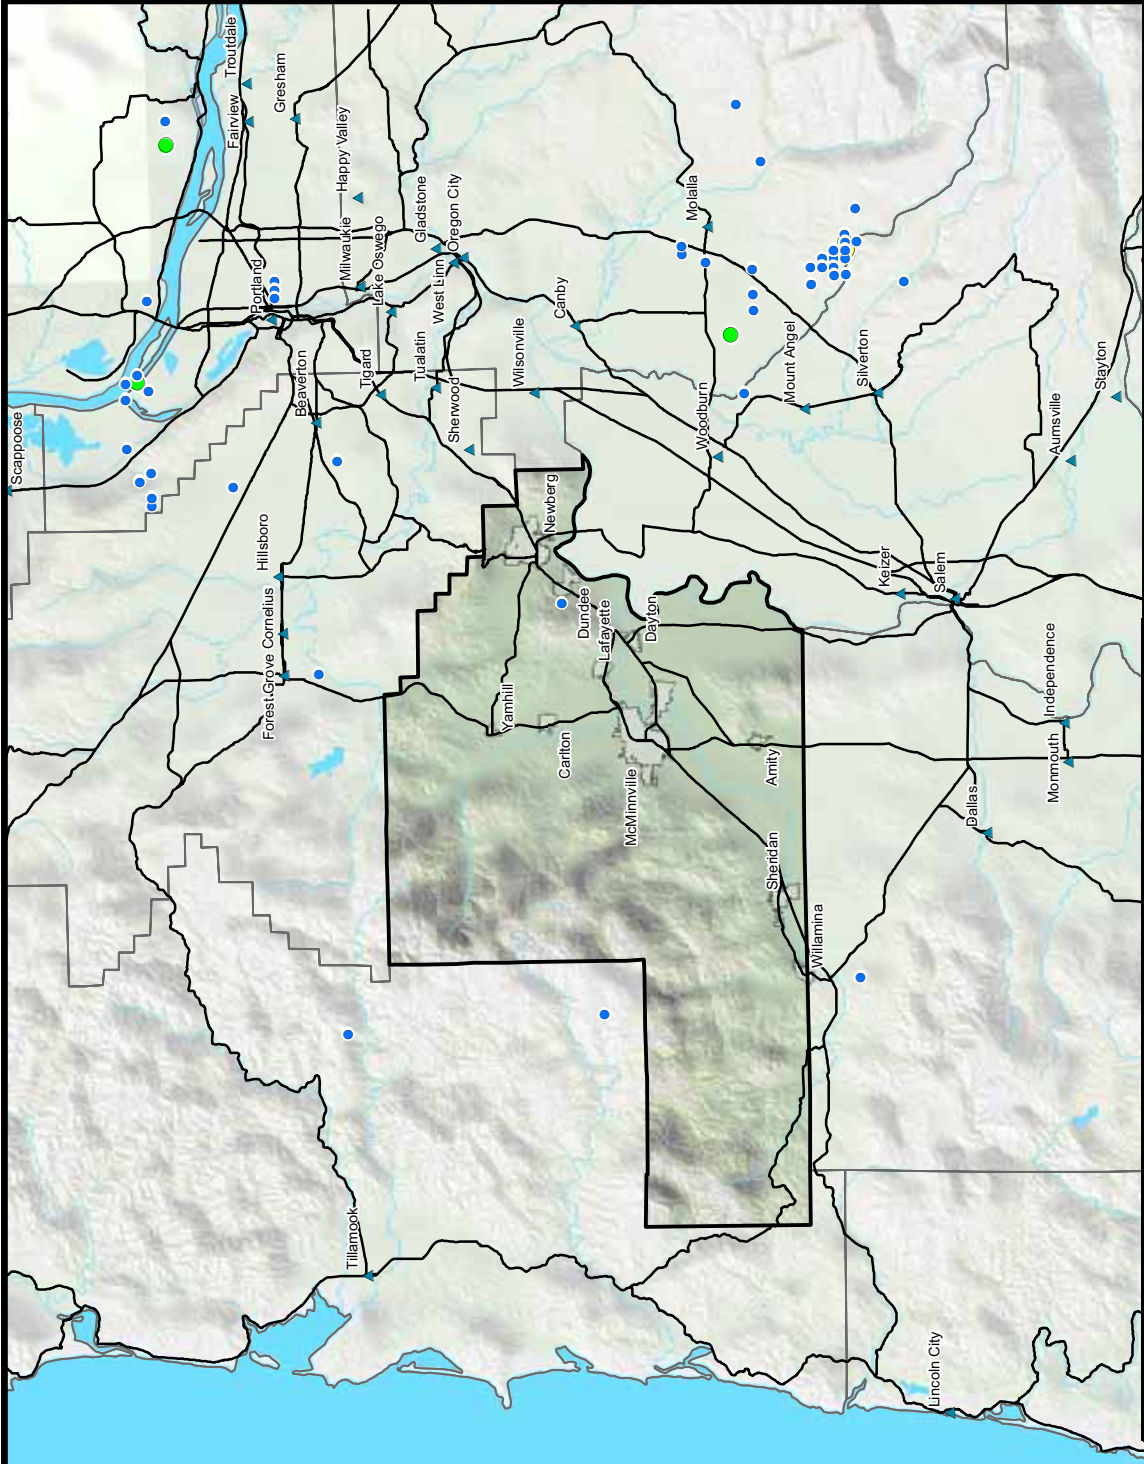 Scappoose
Portland
Fairview
Troutdale
Gresham
Happy Valley
Milwaukie
Lake Oswego
Gladstone
Oregon City
West Linn
Beaverton
Tigard
Tualatin
Sherwood
Wilsonville
Canby
Molalla
Hillsboro
Cornelius
Forest Grove
Newberg
Dundee
Lafayette
Dayton
Yamhill
Carlton
McMinnville
Amity
Sheridan
Willamina
Woodburn
Mount Angel
Silverton
Keizer
Salem
Aumsville
Stayton
Independence
Monmouth
Dallas
Tillamook
Lincoln City